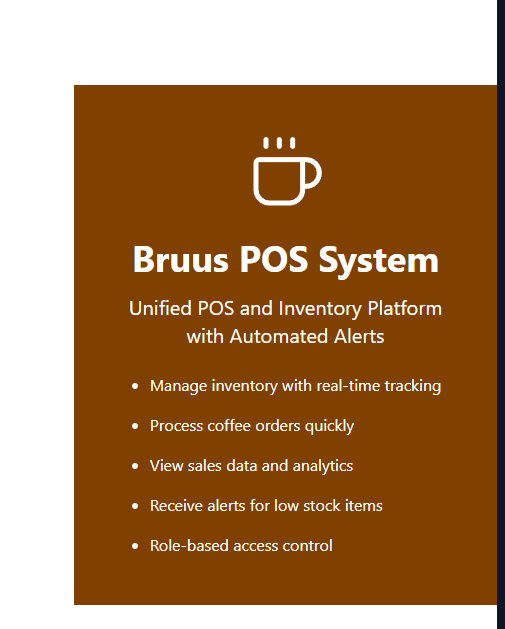 Bruus POS System
Unified POS and Inventory Platform
with Automated Alerts
• Manage inventory with real-time tracking
• Process coffee orders quickly
• View sales data and analytics
• Receive alerts for low stock items
• Role-based access control